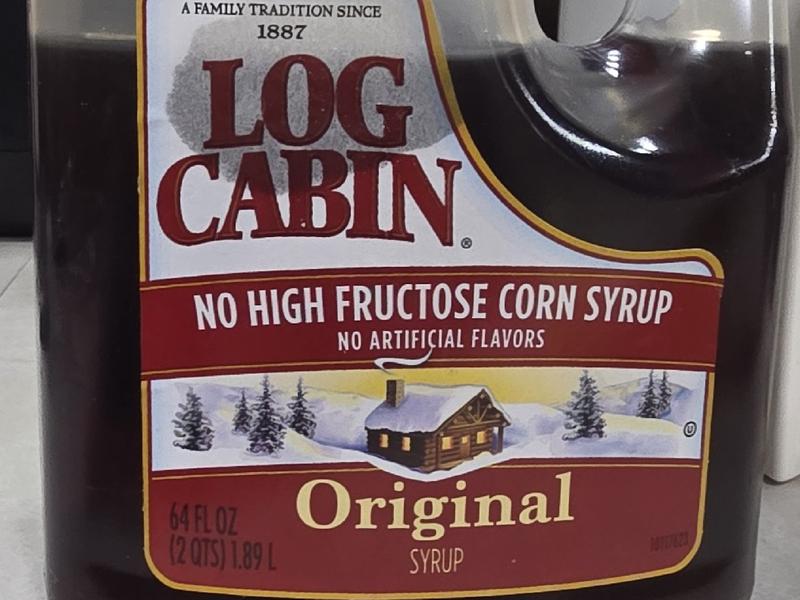 A FAMILY TRADITION SINCE
1887
LOG
CABIN®
NO HIGH FRUCTOSE CORN SYRUP
NO ARTIFICIAL FLAVORS
Ⓤ
Original
SYRUP
64 FL OZ
(2 QTS) 1.89 L